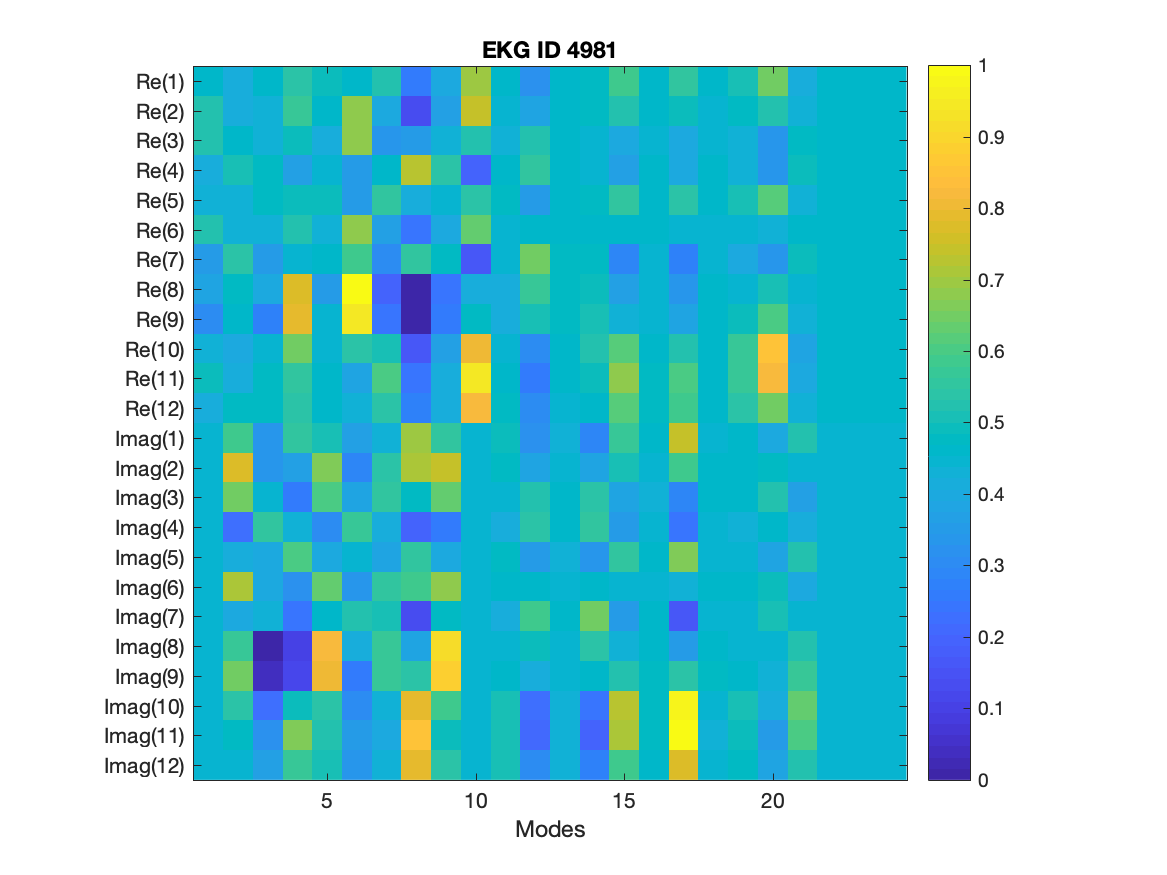 EKG ID 4981
Re(1)
Re(2)
Re(3)
Re(4)
Re(5)
Re(6)
Re(7)
Re(8)
Re(9)
Re(10)
Re(11)
Re(12)
Imag(1)
Imag(2)
Imag(3)
Imag(4)
Imag(5)
Imag(6)
Imag(7)
Imag(8)
Imag(9)
Imag(10)
Imag(11)
Imag(12)
5 10 15 20
Modes
1
0.9
0.8
0.7
0.6
0.5
0.4
0.3
0.2
0.1
0